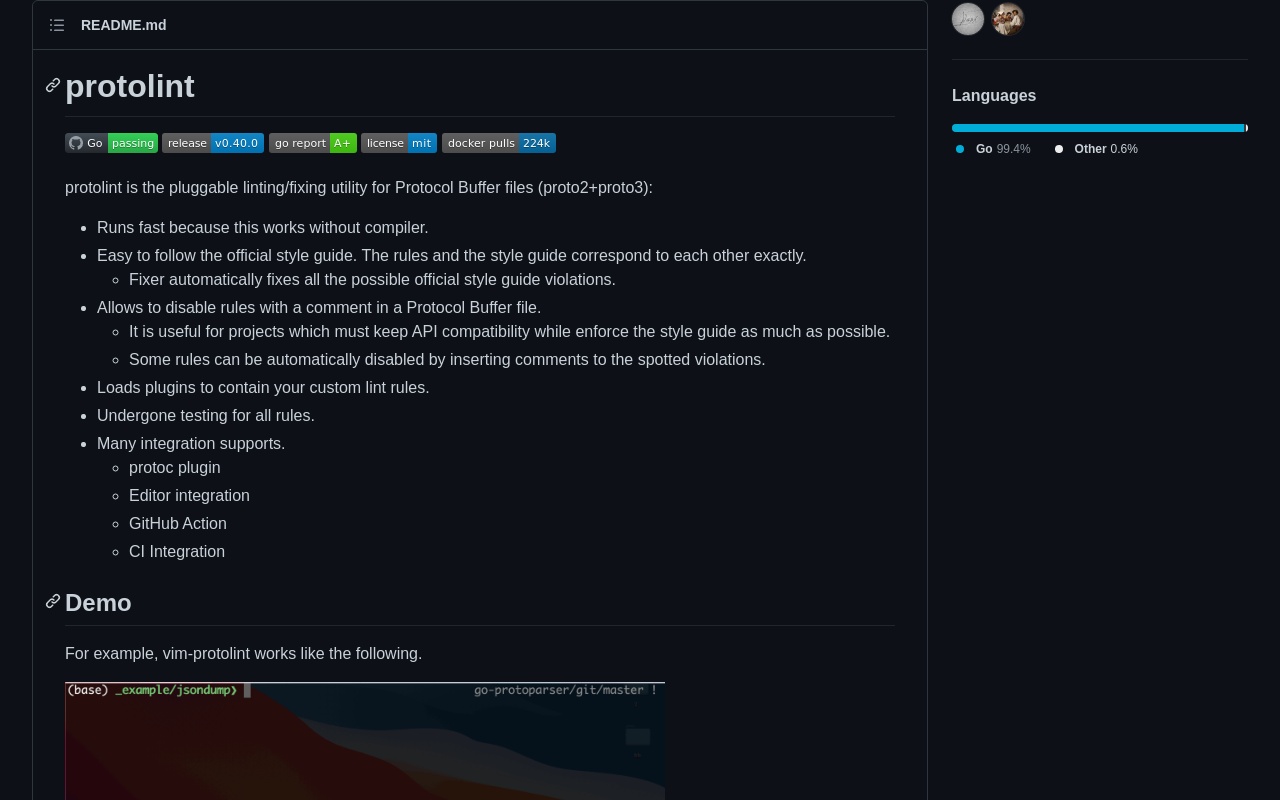 README.md
protolint
Go passing release v0.40.0 go report A+ license mit docker pulls 224k
protolint is the pluggable linting/fixing utility for Protocol Buffer files (proto2+proto3):
Runs fast because this works without compiler.
Easy to follow the official style guide. The rules and the style guide correspond to each other exactly.
Fixer automatically fixes all the possible official style guide violations.
Allows to disable rules with a comment in a Protocol Buffer file.
It is useful for projects which must keep API compatibility while enforce the style guide as much as possible.
Some rules can be automatically disabled by inserting comments to the spotted violations.
Loads plugins to contain your custom lint rules.
Undergone testing for all rules.
Many integration supports.
protoc plugin
Editor integration
GitHub Action
CI Integration
Demo
For example, vim-protolint works like the following.
(base) _example/jsondump❯ go-protoparser/git/master !
Languages
Go 99.4% Other 0.6%